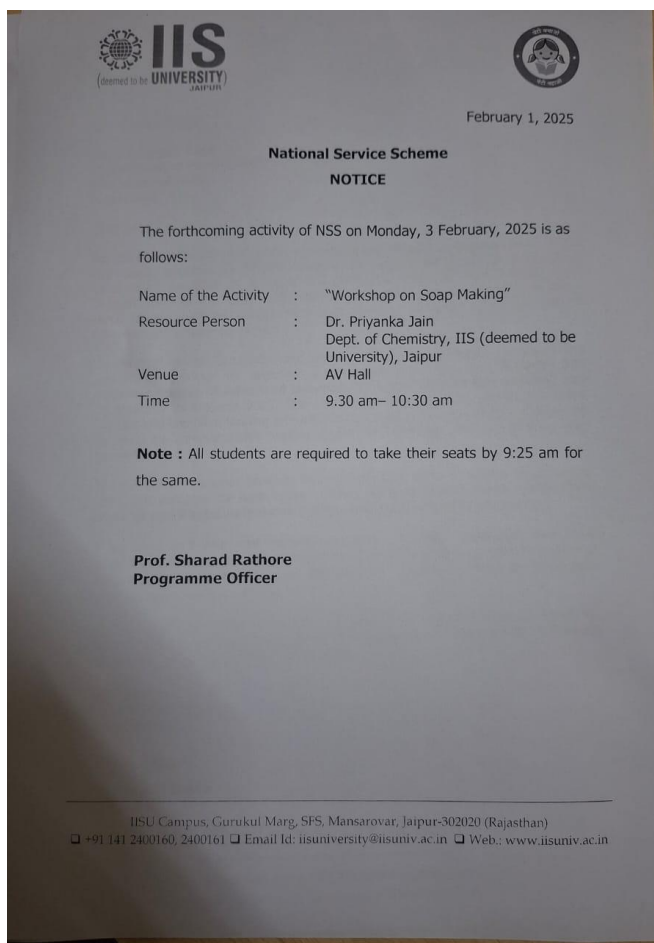 IIS
(deemed to be UNIVERSITY)
JAIPUR
बेटी बचाओ
बेटी पढ़ाओ
February 1, 2025
National Service Scheme
NOTICE
The forthcoming activity of NSS on Monday, 3 February, 2025 is as
follows:
Name of the Activity : "Workshop on Soap Making"
Resource Person : Dr. Priyanka Jain
Dept. of Chemistry, IIS (deemed to be
University), Jaipur
Venue : AV Hall
Time : 9.30 am– 10:30 am
Note : All students are required to take their seats by 9:25 am for
the same.
Prof. Sharad Rathore
Programme Officer
IISU Campus, Gurukul Marg, SFS, Mansarovar, Jaipur-302020 (Rajasthan)
❑ +91 141 2400160, 2400161 ❑ Email Id: iisuniversity@iisuniv.ac.in ❑ Web.: www.iisuniv.ac.in